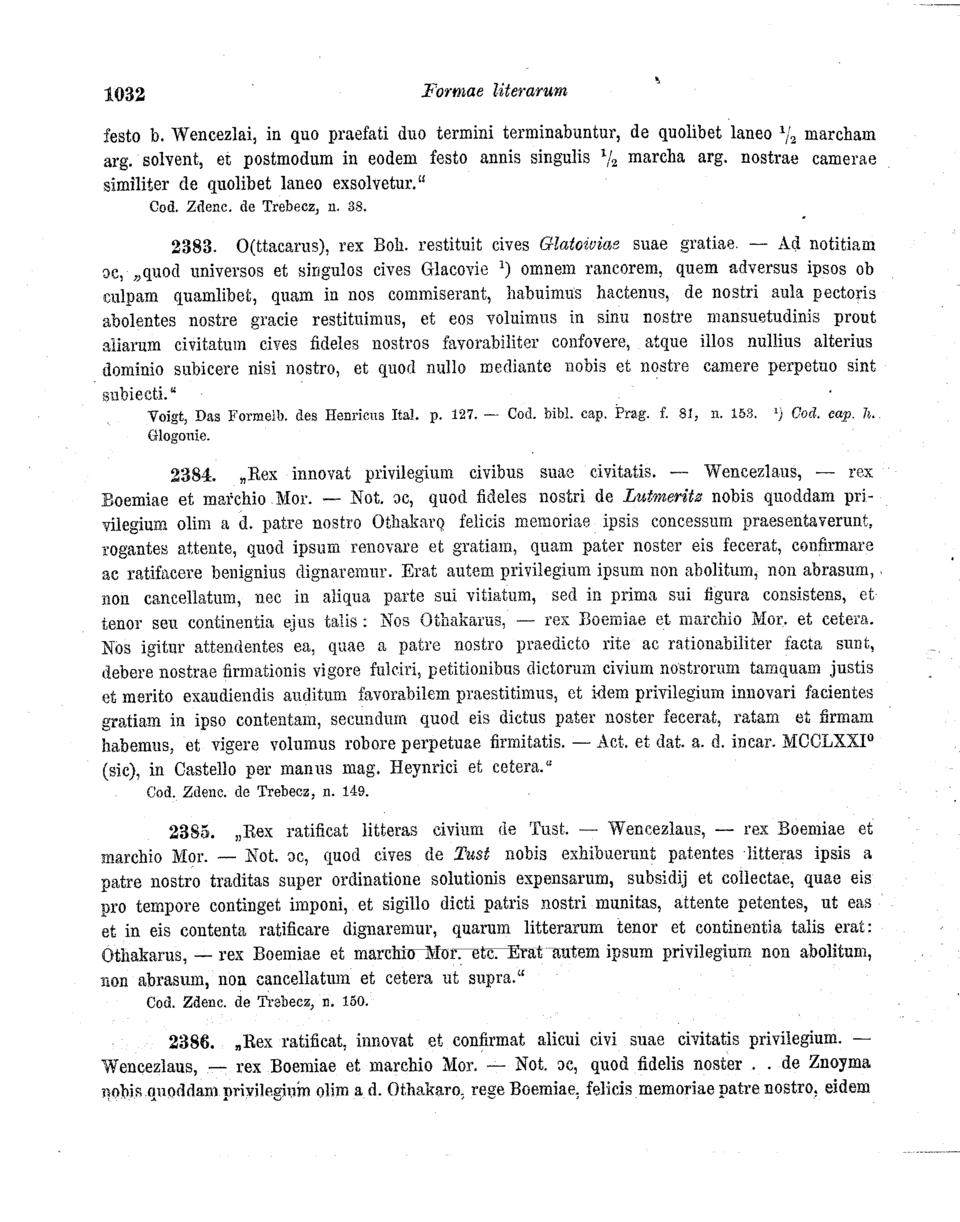 1032 Formae literarum
festo b. Wencezlai, in quo praefati duo termini terminabuntur, de quolibet laneo 1/2 marcham
arg. solvent, et postmodum in eodem festo annis singulis 1/2 marcha arg. nostrae camerae
similiter de quolibet laneo exsolvetur.“
Cod. Zdenc. de Trebecz, n. 38.
2383. O(ttacarus), rex Boh. restituit cives Glatoiviae suae gratiae. — Ad notitiam
ɔc, „quod universos et singulos cives Glacovie ¹) omnem rancorem, quem adversus ipsos ob
culpam quamlibet, quam in nos commiserant, habuimus hactenus, de nostri aula pectoris
abolentes nostre gracie restituimus, et eos voluimus in sinu nostre mansuetudinis prout
aliarum civitatum cives fideles nostros favorabiliter confovere, atque illos nullius alterius
dominio subicere nisi nostro, et quod nullo mediante nobis et nostre camere perpetuo sint
subiecti.“
Voigt, Das Formelb. des Henricus Ital. p. 127. — Cod. bibl. cap. Prag. f. 81, n. 153. ¹) Cod. cap. h.
Glogonie.
2384. „Rex innovat privilegium civibus suae civitatis. — Wencezlaus, — rex
Boemiae et marchio Mor. — Not. ɔc, quod fideles nostri de Lutmeritz nobis quoddam pri-
vilegium olim a d. patre nostro Othakaro felicis memoriae ipsis concessum praesentaverunt,
rogantes attente, quod ipsum renovare et gratiam, quam pater noster eis fecerat, confirmare
ac ratifacere benignius dignaremur. Erat autem privilegium ipsum non abolitum, non abrasum,
non cancellatum, nec in aliqua parte sui vitiatum, sed in prima sui figura consistens, et
tenor seu continentia ejus talis : Nos Othakarus, — rex Boemiae et marchio Mor. et cetera.
Nos igitur attendentes ea, quae a patre nostro praedicto rite ac rationabiliter facta sunt,
debere nostrae firmationis vigore fulciri, petitionibus dictorum civium nostrorum tamquam justis
et merito exaudiendis auditum favorabilem praestitimus, et idem privilegium innovari facientes
gratiam in ipso contentam, secundum quod eis dictus pater noster fecerat, ratam et firmam
habemus, et vigere volumus robore perpetuae firmitatis. — Act. et dat. a. d. incar. MCCLXXI⁰
(sic), in Castello per manus mag. Heynrici et cetera.“
Cod. Zdenc. de Trebecz, n. 149.
2385. „Rex ratificat litteras civium de Tust. — Wencezlaus, — rex Boemiae et
marchio Mor. — Not. ɔc, quod cives de Tust nobis exhibuerunt patentes litteras ipsis a
patre nostro traditas super ordinatione solutionis expensarum, subsidij et collectae, quae eis
pro tempore continget imponi, et sigillo dicti patris nostri munitas, attente petentes, ut eas
et in eis contenta ratificare dignaremur, quarum litterarum tenor et continentia talis erat:
Othakarus, — rex Boemiae et marchio Mor. etc. Erat autem ipsum privilegium non abolitum,
non abrasum, non cancellatum et cetera ut supra.“
Cod. Zdenc. de Trebecz, n. 150.
2386. „Rex ratificat, innovat et confirmat alicui civi suae civitatis privilegium. —
Wencezlaus, — rex Boemiae et marchio Mor. — Not. ɔc, quod fidelis noster . . de Znoyma
nobis quoddam privilegium olim a d. Othakaro, rege Boemiae, felicis memoriae patre nostro, eidem